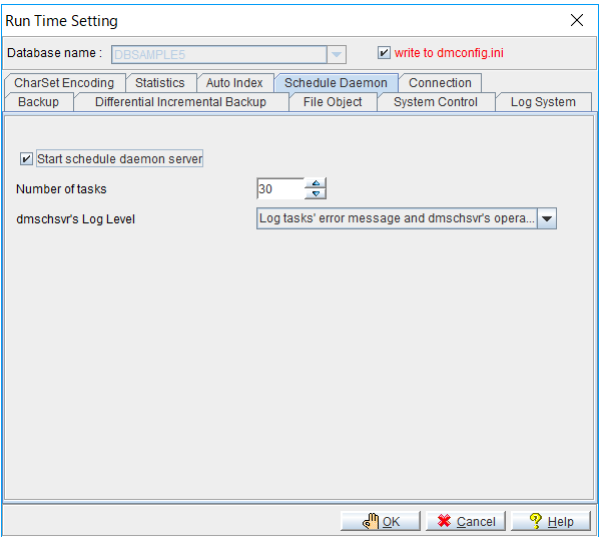 Run Time Setting
Database name : DBSAMPLE5 write to dmconfig.ini
CharSet Encoding Statistics Auto Index Schedule Daemon Connection
Backup Differential Incremental Backup File Object System Control Log System
Start schedule daemon server
Number of tasks 30
dmschsvr's Log Level Log tasks' error message and dmschsvr's opera...
OK Cancel Help